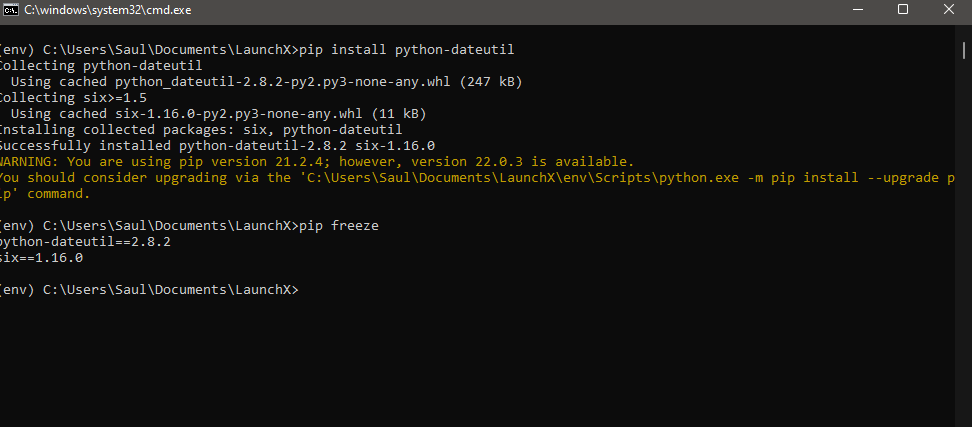 C:\windows\system32\cmd.exe
(env) C:\Users\Saul\Documents\LaunchX>pip install python-dateutil
Collecting python-dateutil
  Using cached python_dateutil-2.8.2-py2.py3-none-any.whl (247 kB)
Collecting six>=1.5
  Using cached six-1.16.0-py2.py3-none-any.whl (11 kB)
Installing collected packages: six, python-dateutil
Successfully installed python-dateutil-2.8.2 six-1.16.0
WARNING: You are using pip version 21.2.4; however, version 22.0.3 is available.
You should consider upgrading via the 'C:\Users\Saul\Documents\LaunchX\env\Scripts\python.exe -m pip install --upgrade p
ip' command.
(env) C:\Users\Saul\Documents\LaunchX>pip freeze
python-dateutil==2.8.2
six==1.16.0
(env) C:\Users\Saul\Documents\LaunchX>